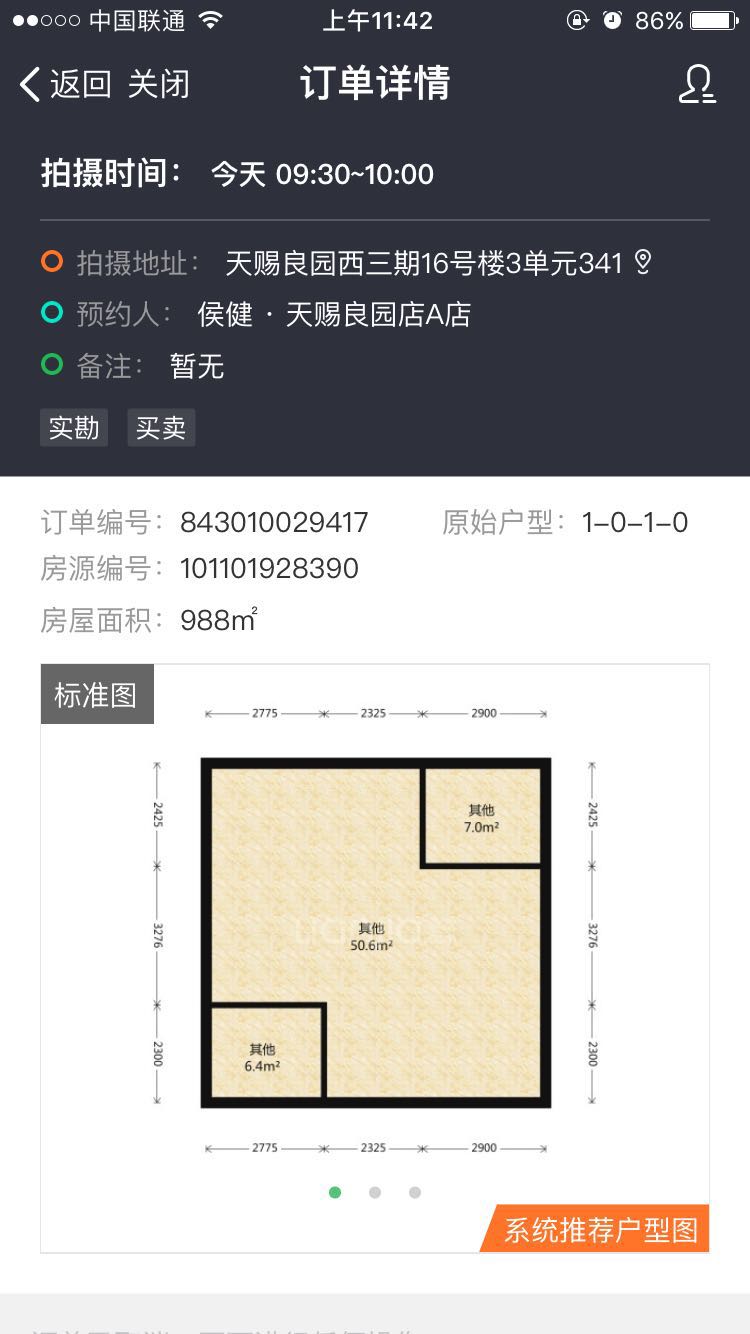 中国联通 上午11:42 86%
返回 关闭 订单详情
拍摄时间： 今天 09:30~10:00
拍摄地址： 天赐良园西三期16号楼3单元341
预约人： 侯健 · 天赐良园店A店
备注： 暂无
实勘 买卖
订单编号： 843010029417 原始户型： 1-0-1-0
房源编号： 101101928390
房屋面积： 988㎡
标准图
2775 2325 2900
2425 2425
其他
7.0m²
3276 3276
其他
50.6m²
2300 2300
其他
6.4m²
2775 2325 2900
系统推荐户型图